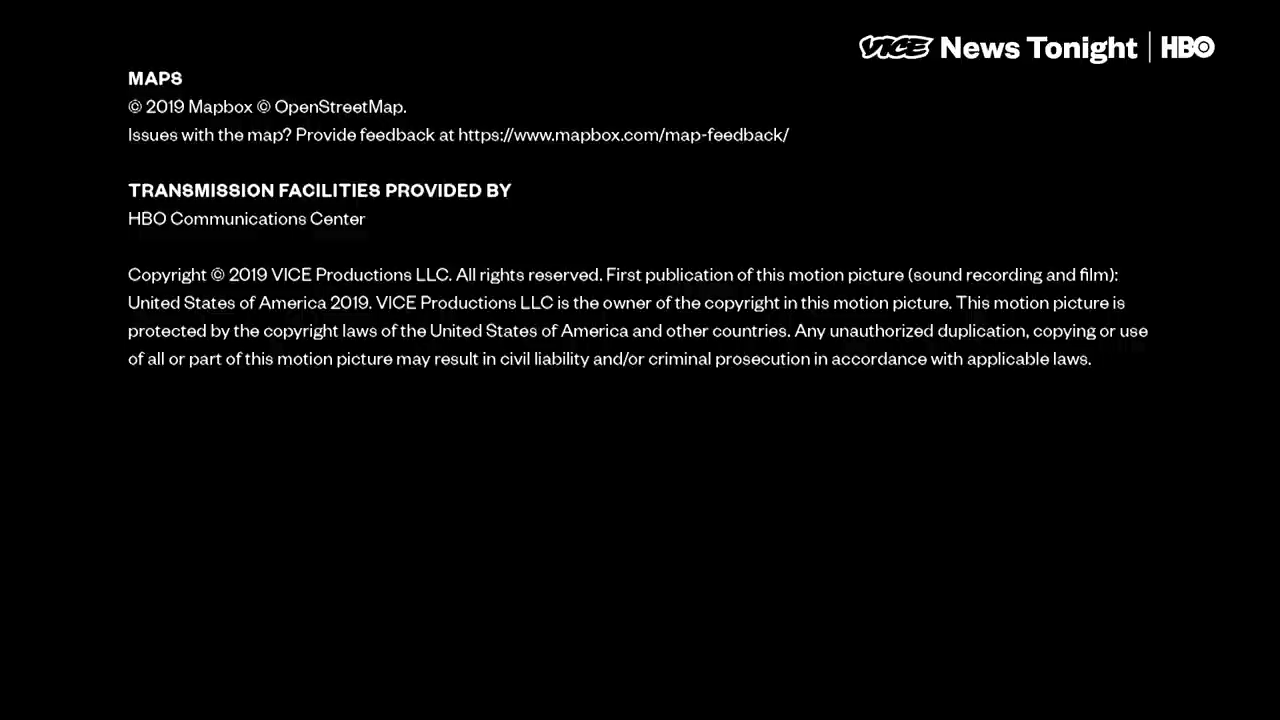 VICE News Tonight | HBO
MAPS
© 2019 Mapbox © OpenStreetMap.
Issues with the map? Provide feedback at https://www.mapbox.com/map-feedback/
TRANSMISSION FACILITIES PROVIDED BY
HBO Communications Center
Copyright © 2019 VICE Productions LLC. All rights reserved. First publication of this motion picture (sound recording and film):
United States of America 2019. VICE Productions LLC is the owner of the copyright in this motion picture. This motion picture is
protected by the copyright laws of the United States of America and other countries. Any unauthorized duplication, copying or use
of all or part of this motion picture may result in civil liability and/or criminal prosecution in accordance with applicable laws.